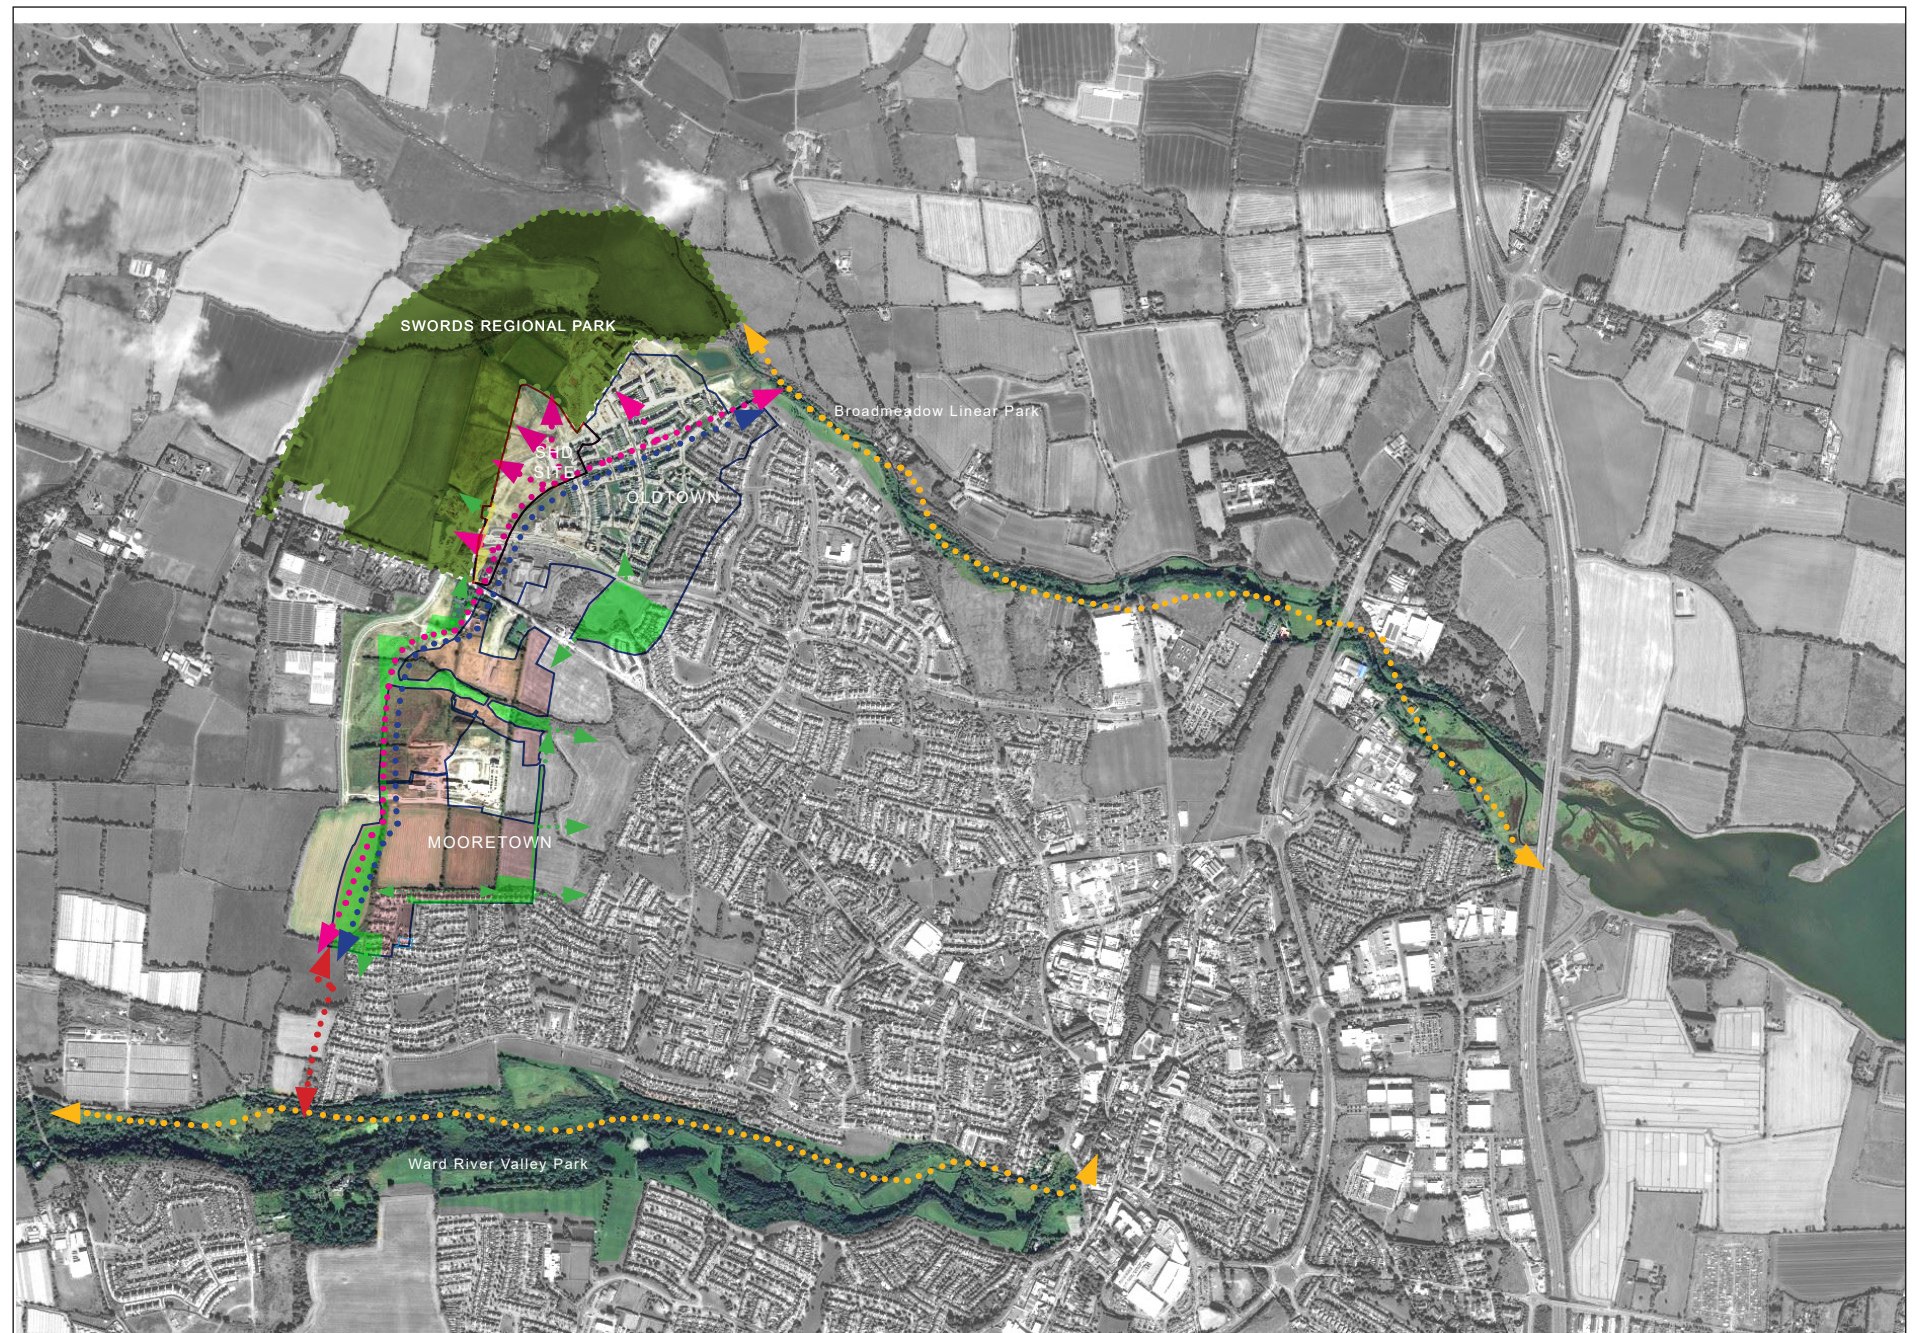 SWORDS REGIONAL PARK
Broadmeadow Linear Park
SHD
SITE
OLDTOWN
MOORETOWN
Ward River Valley Park